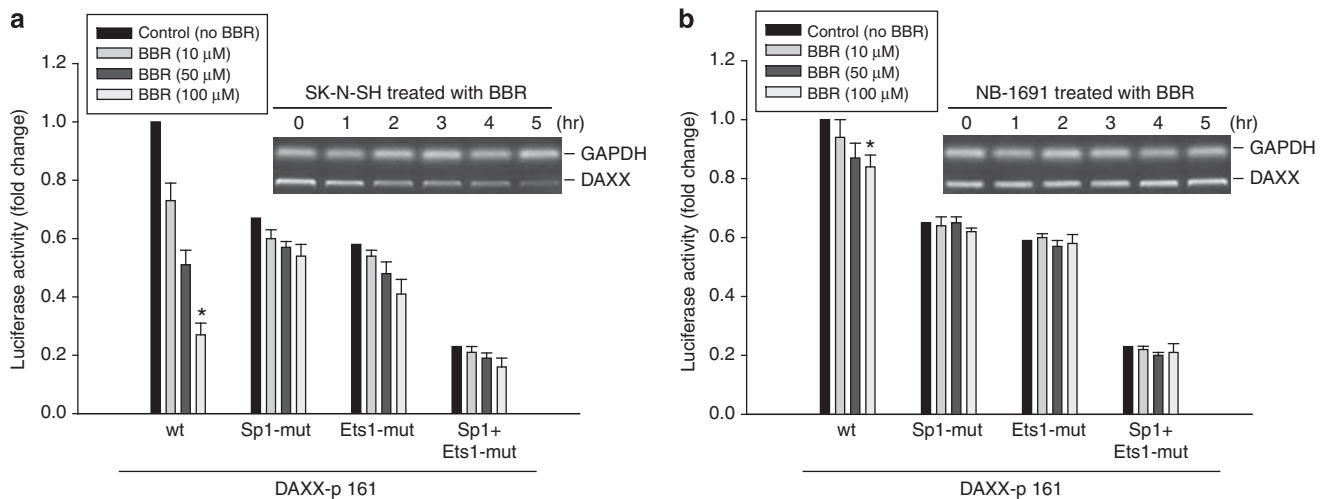 a
Control (no BBR)
BBR (10 μM)
BBR (50 μM)
BBR (100 μM)
SK-N-SH treated with BBR
0 1 2 3 4 5 (hr)
– GAPDH
– DAXX
Luciferase activity (fold change)
1.2
1.0
0.8
0.6
0.4
0.2
0.0
*
wt Sp1-mut Ets1-mut Sp1+
Ets1-mut
DAXX-p 161
b
Control (no BBR)
BBR (10 μM)
BBR (50 μM)
BBR (100 μM)
NB-1691 treated with BBR
0 1 2 3 4 5 (hr)
– GAPDH
– DAXX
Luciferase activity (fold change)
1.2
1.0
0.8
0.6
0.4
0.2
0.0
*
wt Sp1-mut Ets1-mut Sp1+
Ets1-mut
DAXX-p 161